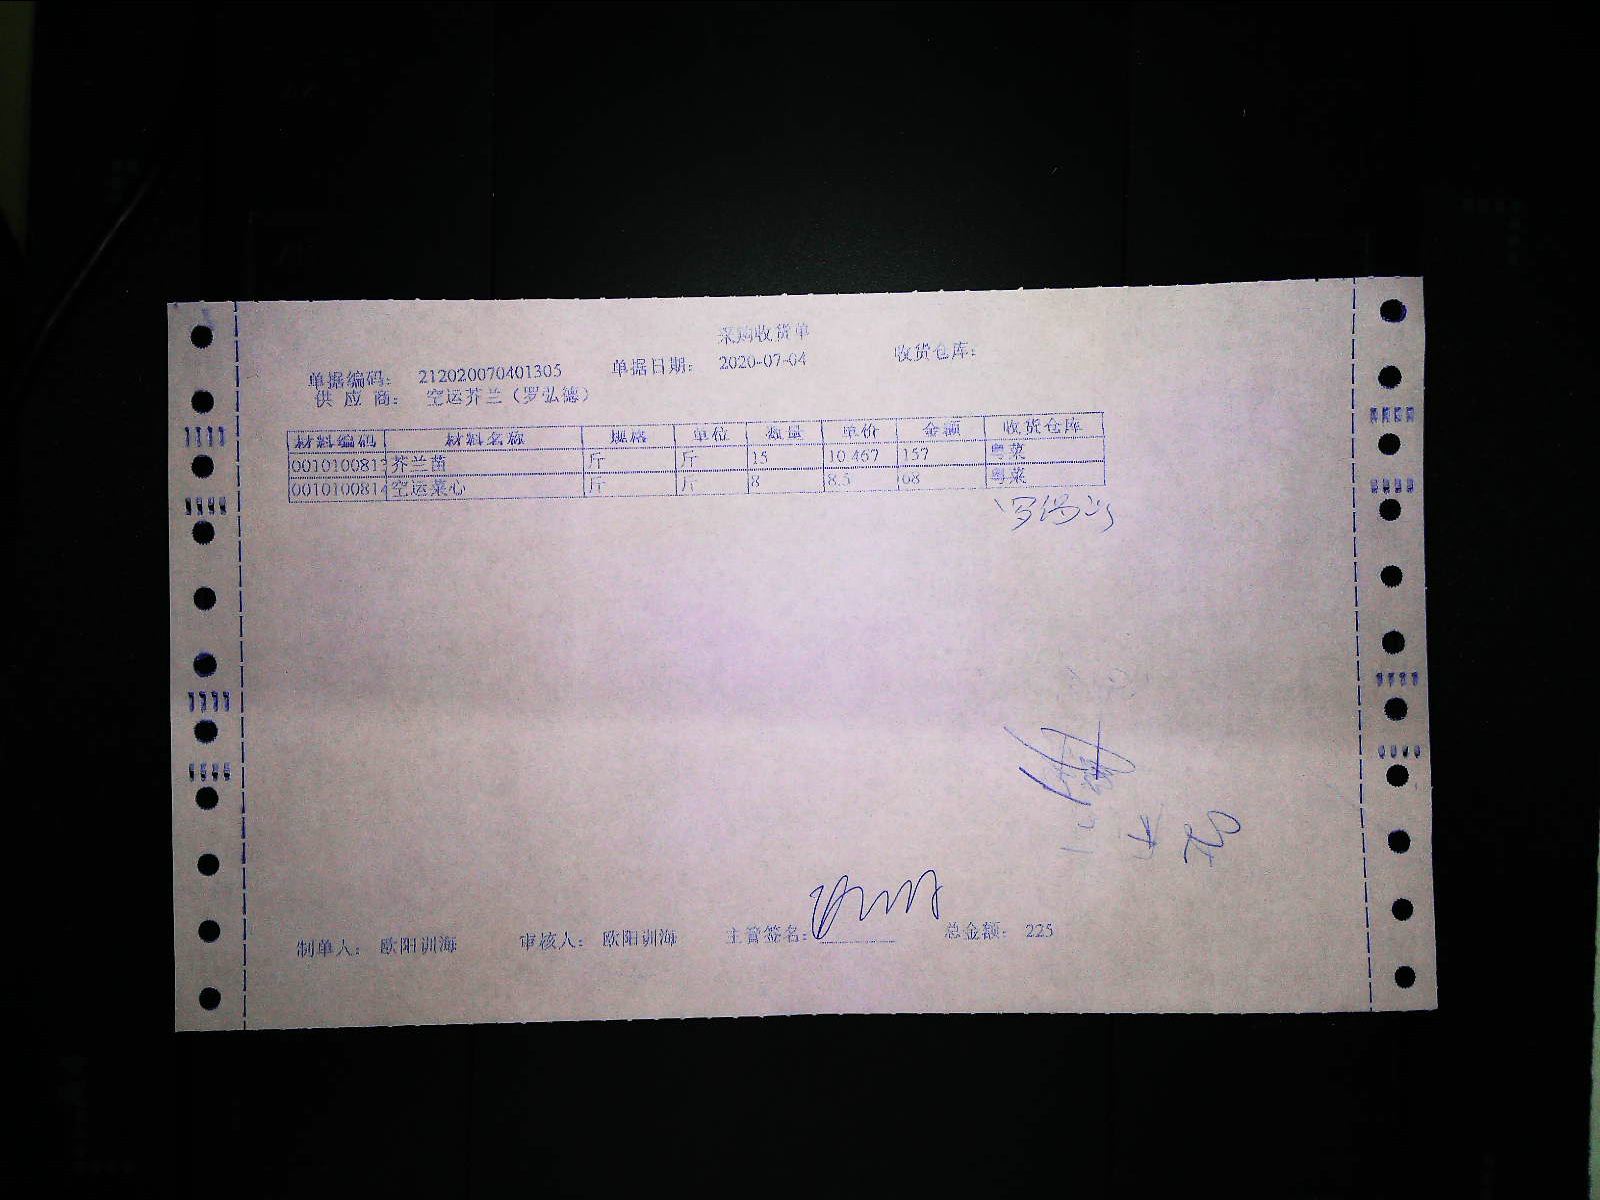 采购收货单
单据编码: 212020070401305 单据日期: 2020-07-04 收货仓库:
供应商: 空运芥兰（罗弘德）
材料编码 材料名称 规格 单位 数量 单价 金额 收货仓库
001010081 芥兰苗 斤 斤 15 10.467 157 粤菜
001010081 空运菜心 斤 斤 8 8.5 68 粤菜
制单人: 欧阳训海 审核人: 欧阳训海 主管签名: 总金额: 225